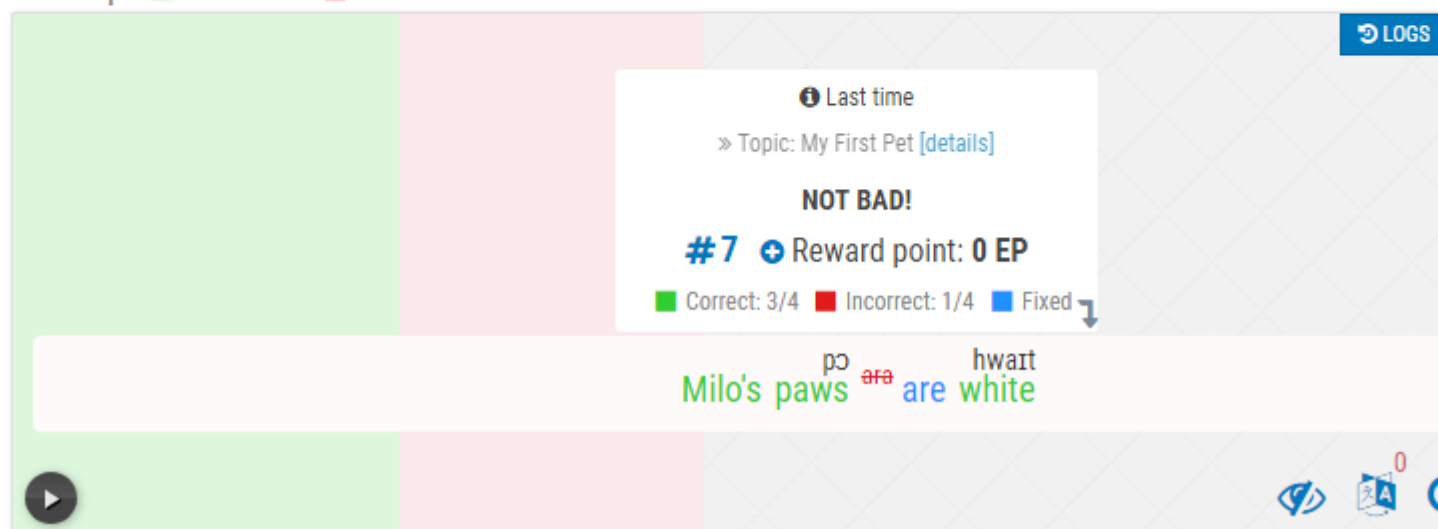 LOGS
Last time
» Topic: My First Pet [details]
NOT BAD!
#7 Reward point: 0 EP
Correct: 3/4 Incorrect: 1/4 Fixed
pɔ hwaɪt
Milo's paws ara are white
0